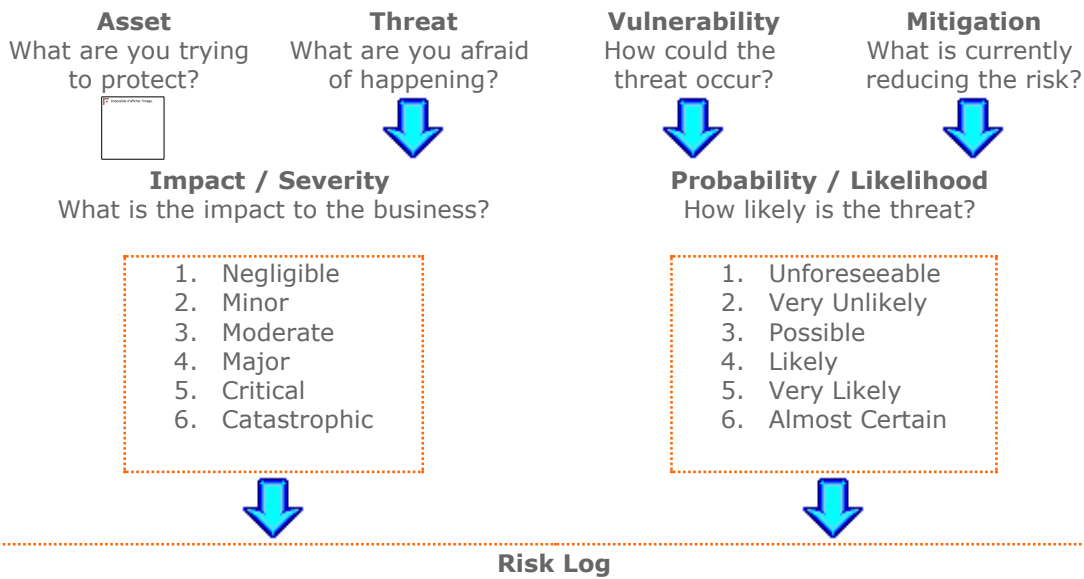 Asset
What are you trying
to protect?
Threat
What are you afraid
of happening?
Vulnerability
How could the
threat occur?
Mitigation
What is currently
reducing the risk?
Impossible d'afficher l'image.
Impact / Severity
What is the impact to the business?
1. Negligible
2. Minor
3. Moderate
4. Major
5. Critical
6. Catastrophic
Probability / Likelihood
How likely is the threat?
1. Unforeseeable
2. Very Unlikely
3. Possible
4. Likely
5. Very Likely
6. Almost Certain
Risk Log